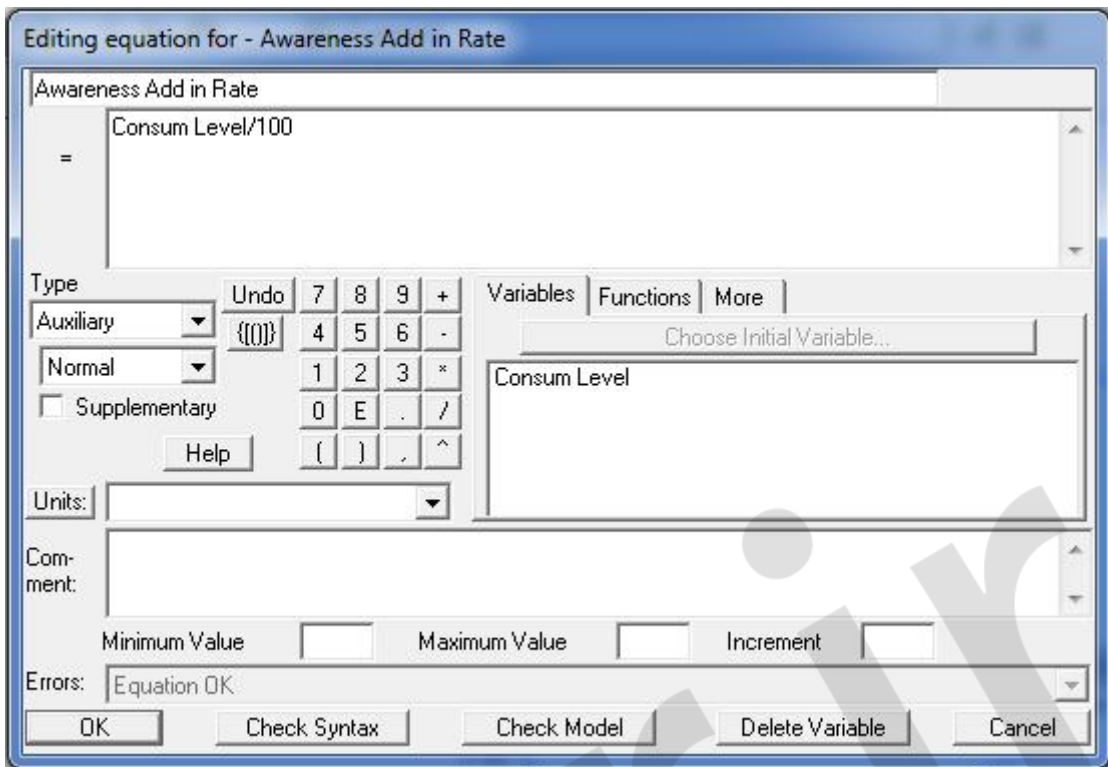 Editing equation for - Awareness Add in Rate
Awareness Add in Rate
=
Consum Level/100
Type
Auxiliary
Normal
Supplementary
Help
Undo 7 8 9 +
{[()]} 4 5 6 -
1 2 3 *
0 E . /
( ) , ^
Variables Functions More
Choose Initial Variable...
Consum Level
Units:
Com-
ment:
Minimum Value Maximum Value Increment
Errors: Equation OK
OK Check Syntax Check Model Delete Variable Cancel